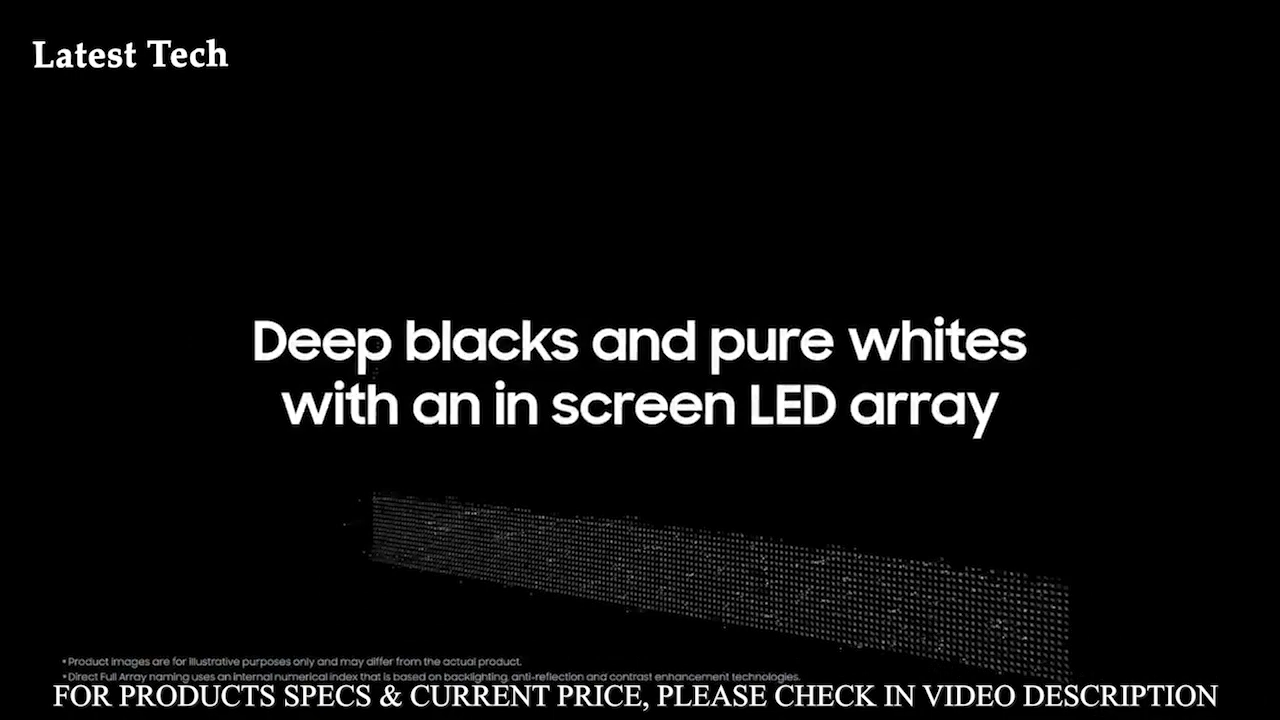 Latest Tech
Deep blacks and pure whites
with an in screen LED array
* Product images are for illustrative purposes only and may differ from the actual product.
* Direct Full Array naming uses an internal numerical index that is based on backlighting, anti-reflection and contrast enhancement technologies.
FOR PRODUCTS SPECS & CURRENT PRICE, PLEASE CHECK IN VIDEO DESCRIPTION